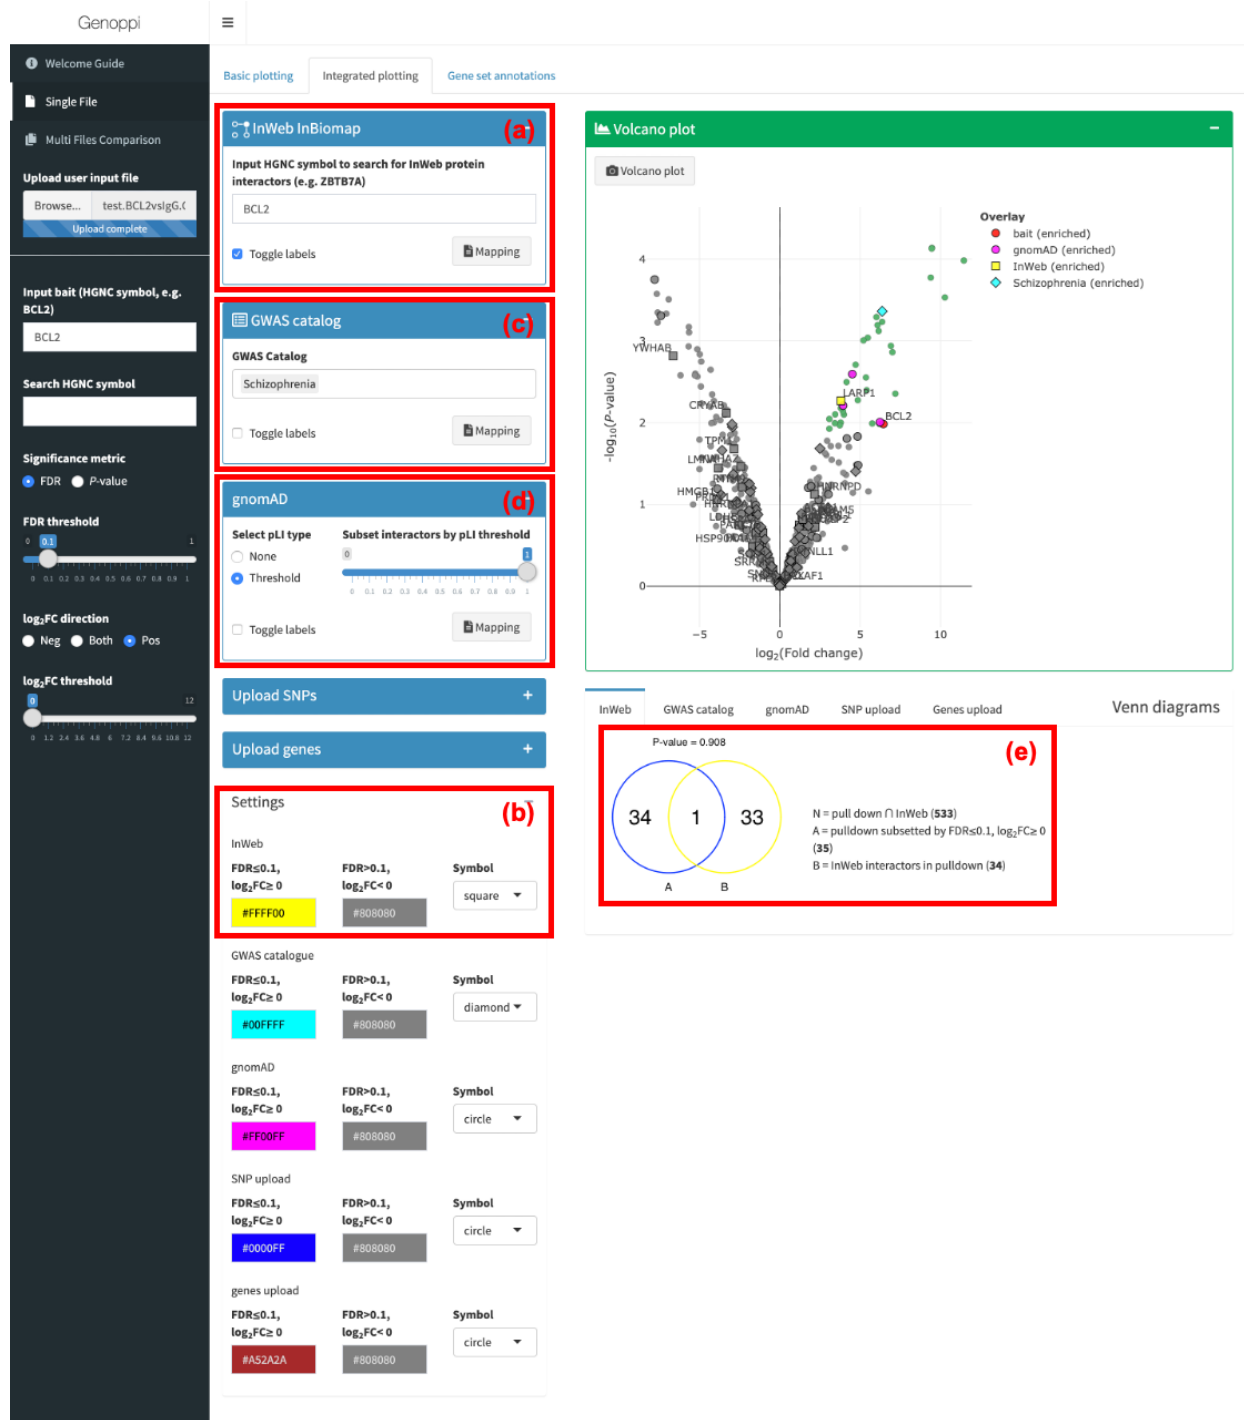 Genoppi
Welcome Guide
Single File
Multi Files Comparison
Upload user input file
Browse... test.BCL2vsIgG.(
Upload complete
Input bait (HGNC symbol, e.g.
BCL2)
BCL2
Search HGNC symbol
Significance metric
FDR P-value
FDR threshold
0 0.1 1
0 0.1 0.2 0.3 0.4 0.5 0.6 0.7 0.8 0.9 1
log2FC direction
Neg Both Pos
log2FC threshold
0 12
0 1.2 2.4 3.6 4.8 6 7.2 8.4 9.6 10.8 12
Basic plotting Integrated plotting Gene set annotations
InWeb InBiomap (a)
Input HGNC symbol to search for InWeb protein
interactors (e.g. ZBTB7A)
BCL2
Toggle labels Mapping
GWAS catalog (c)
GWAS Catalog
Schizophrenia
Toggle labels Mapping
gnomAD (d)
Select pLI type Subset interactors by pLI threshold
None 0 1
Threshold
0 0.1 0.2 0.3 0.4 0.5 0.6 0.7 0.8 0.9 1
Toggle labels Mapping
Upload SNPs +
Upload genes +
Settings (b)
InWeb
FDR≤0.1, FDR>0.1, Symbol
log2FC≥ 0 log2FC< 0
#FFFF00 #808080 square
GWAS catalogue
FDR≤0.1, FDR>0.1, Symbol
log2FC≥ 0 log2FC< 0
#00FFFF #808080 diamond
gnomAD
FDR≤0.1, FDR>0.1, Symbol
log2FC≥ 0 log2FC< 0
#FF00FF #808080 circle
SNP upload
FDR≤0.1, FDR>0.1, Symbol
log2FC≥ 0 log2FC< 0
#0000FF #808080 circle
genes upload
FDR≤0.1, FDR>0.1, Symbol
log2FC≥ 0 log2FC< 0
#A52A2A #808080 circle
Volcano plot
Volcano plot
Overlay
bait (enriched)
gnomAD (enriched)
InWeb (enriched)
Schizophrenia (enriched)
4
3
2
1
0
-log10(P-value)
YWHAB
LARP1
CRYAB
BCL2
HMGB1
−5 0 5 10
log2(Fold change)
InWeb GWAS catalog gnomAD SNP upload Genes upload Venn diagrams
P-value = 0.908 (e)
34 1 33
A B
N = pull down ∩ InWeb (533)
A = pulldown subsetted by FDR≤0.1, log2FC≥ 0
(35)
B = InWeb interactors in pulldown (34)